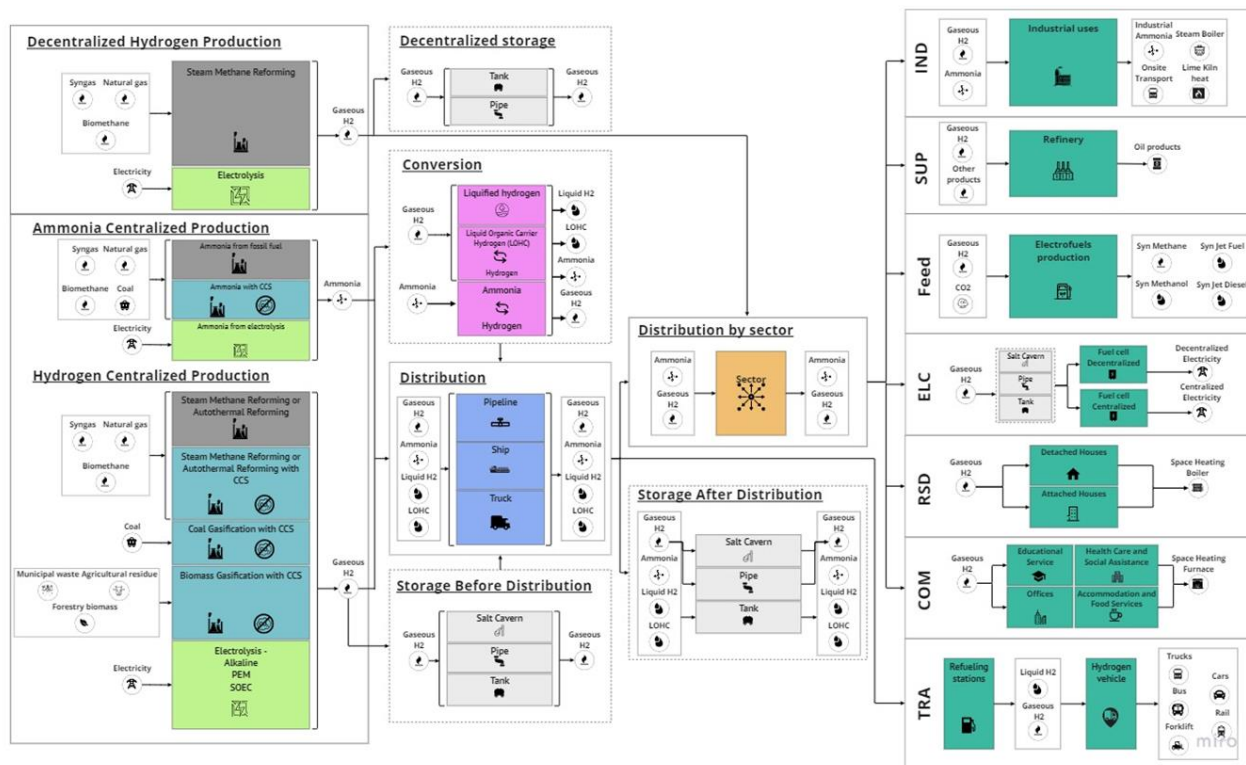 Decentralized Hydrogen Production
Steam Methane Reforming
Syngas
Natural gas
Biomethane
Gaseous
H2
Electricity
Electrolysis
Ammonia Centralized Production
Syngas
Natural gas
Ammonia from fossil fuel
Biomethane
Coal
Ammonia with CCS
Ammonia
Electricity
Ammonia from electrolysis
Hydrogen Centralized Production
Steam Methane Reforming or
Autothermal Reforming
Syngas
Natural gas
Biomethane
Steam Methane Reforming or
Autothermal Reforming with
CCS
Coal
Coal Gasification with CCS
Municipal waste Agricultural residue
Forestry biomass
Biomass Gasification with CCS
Gaseous
H2
Electricity
Electrolysis -
Alkaline
PEM
SOEC
Decentralized storage
Gaseous
H2
Tank
Pipe
Gaseous
H2
Conversion
Gaseous
H2
Liquified hydrogen
Liquid Organic Carrier
Hydrogen (LOHC)
Hydrogen
Ammonia
Ammonia
Hydrogen
Liquid H2
LOHC
Ammonia
Gaseous
H2
Distribution
Gaseous
H2
Ammonia
Liquid H2
LOHC
Pipeline
Ship
Truck
Gaseous
H2
Ammonia
Liquid H2
LOHC
Storage Before Distribution
Gaseous
H2
Salt Cavern
Pipe
Tank
Gaseous
H2
Distribution by sector
Ammonia
Gaseous
H2
Sector
Ammonia
Gaseous
H2
Storage After Distribution
Gaseous
H2
Ammonia
Liquid H2
LOHC
Salt Cavern
Pipe
Tank
Gaseous
H2
Ammonia
Liquid H2
LOHC
IND
Gaseous
H2
Ammonia
Industrial uses
Industrial
Ammonia
Steam Boiler
Onsite
Transport
Lime Kiln
heat
SUP
Gaseous
H2
Other
products
Refinery
Oil products
Feed
Gaseous
H2
CO2
Electrofuels
production
Syn Methane
Syn Jet Fuel
Syn Methanol
Syn Jet Diesel
ELC
Gaseous
H2
Salt Cavern
Pipe
Tank
Fuel cell
Decentralized
Fuel cell
Centralized
Decentralized
Electricity
Centralized
Electricity
RSD
Gaseous
H2
Detached Houses
Attached Houses
Space Heating
Boiler
COM
Gaseous
H2
Educational
Service
Health Care and
Social Assistance
Offices
Accommodation and
Food Services
Space Heating
Furnace
TRA
Refueling
stations
Liquid H2
Gaseous
H2
Hydrogen
vehicle
Trucks
Bus
Forklift
Cars
Rail
miro